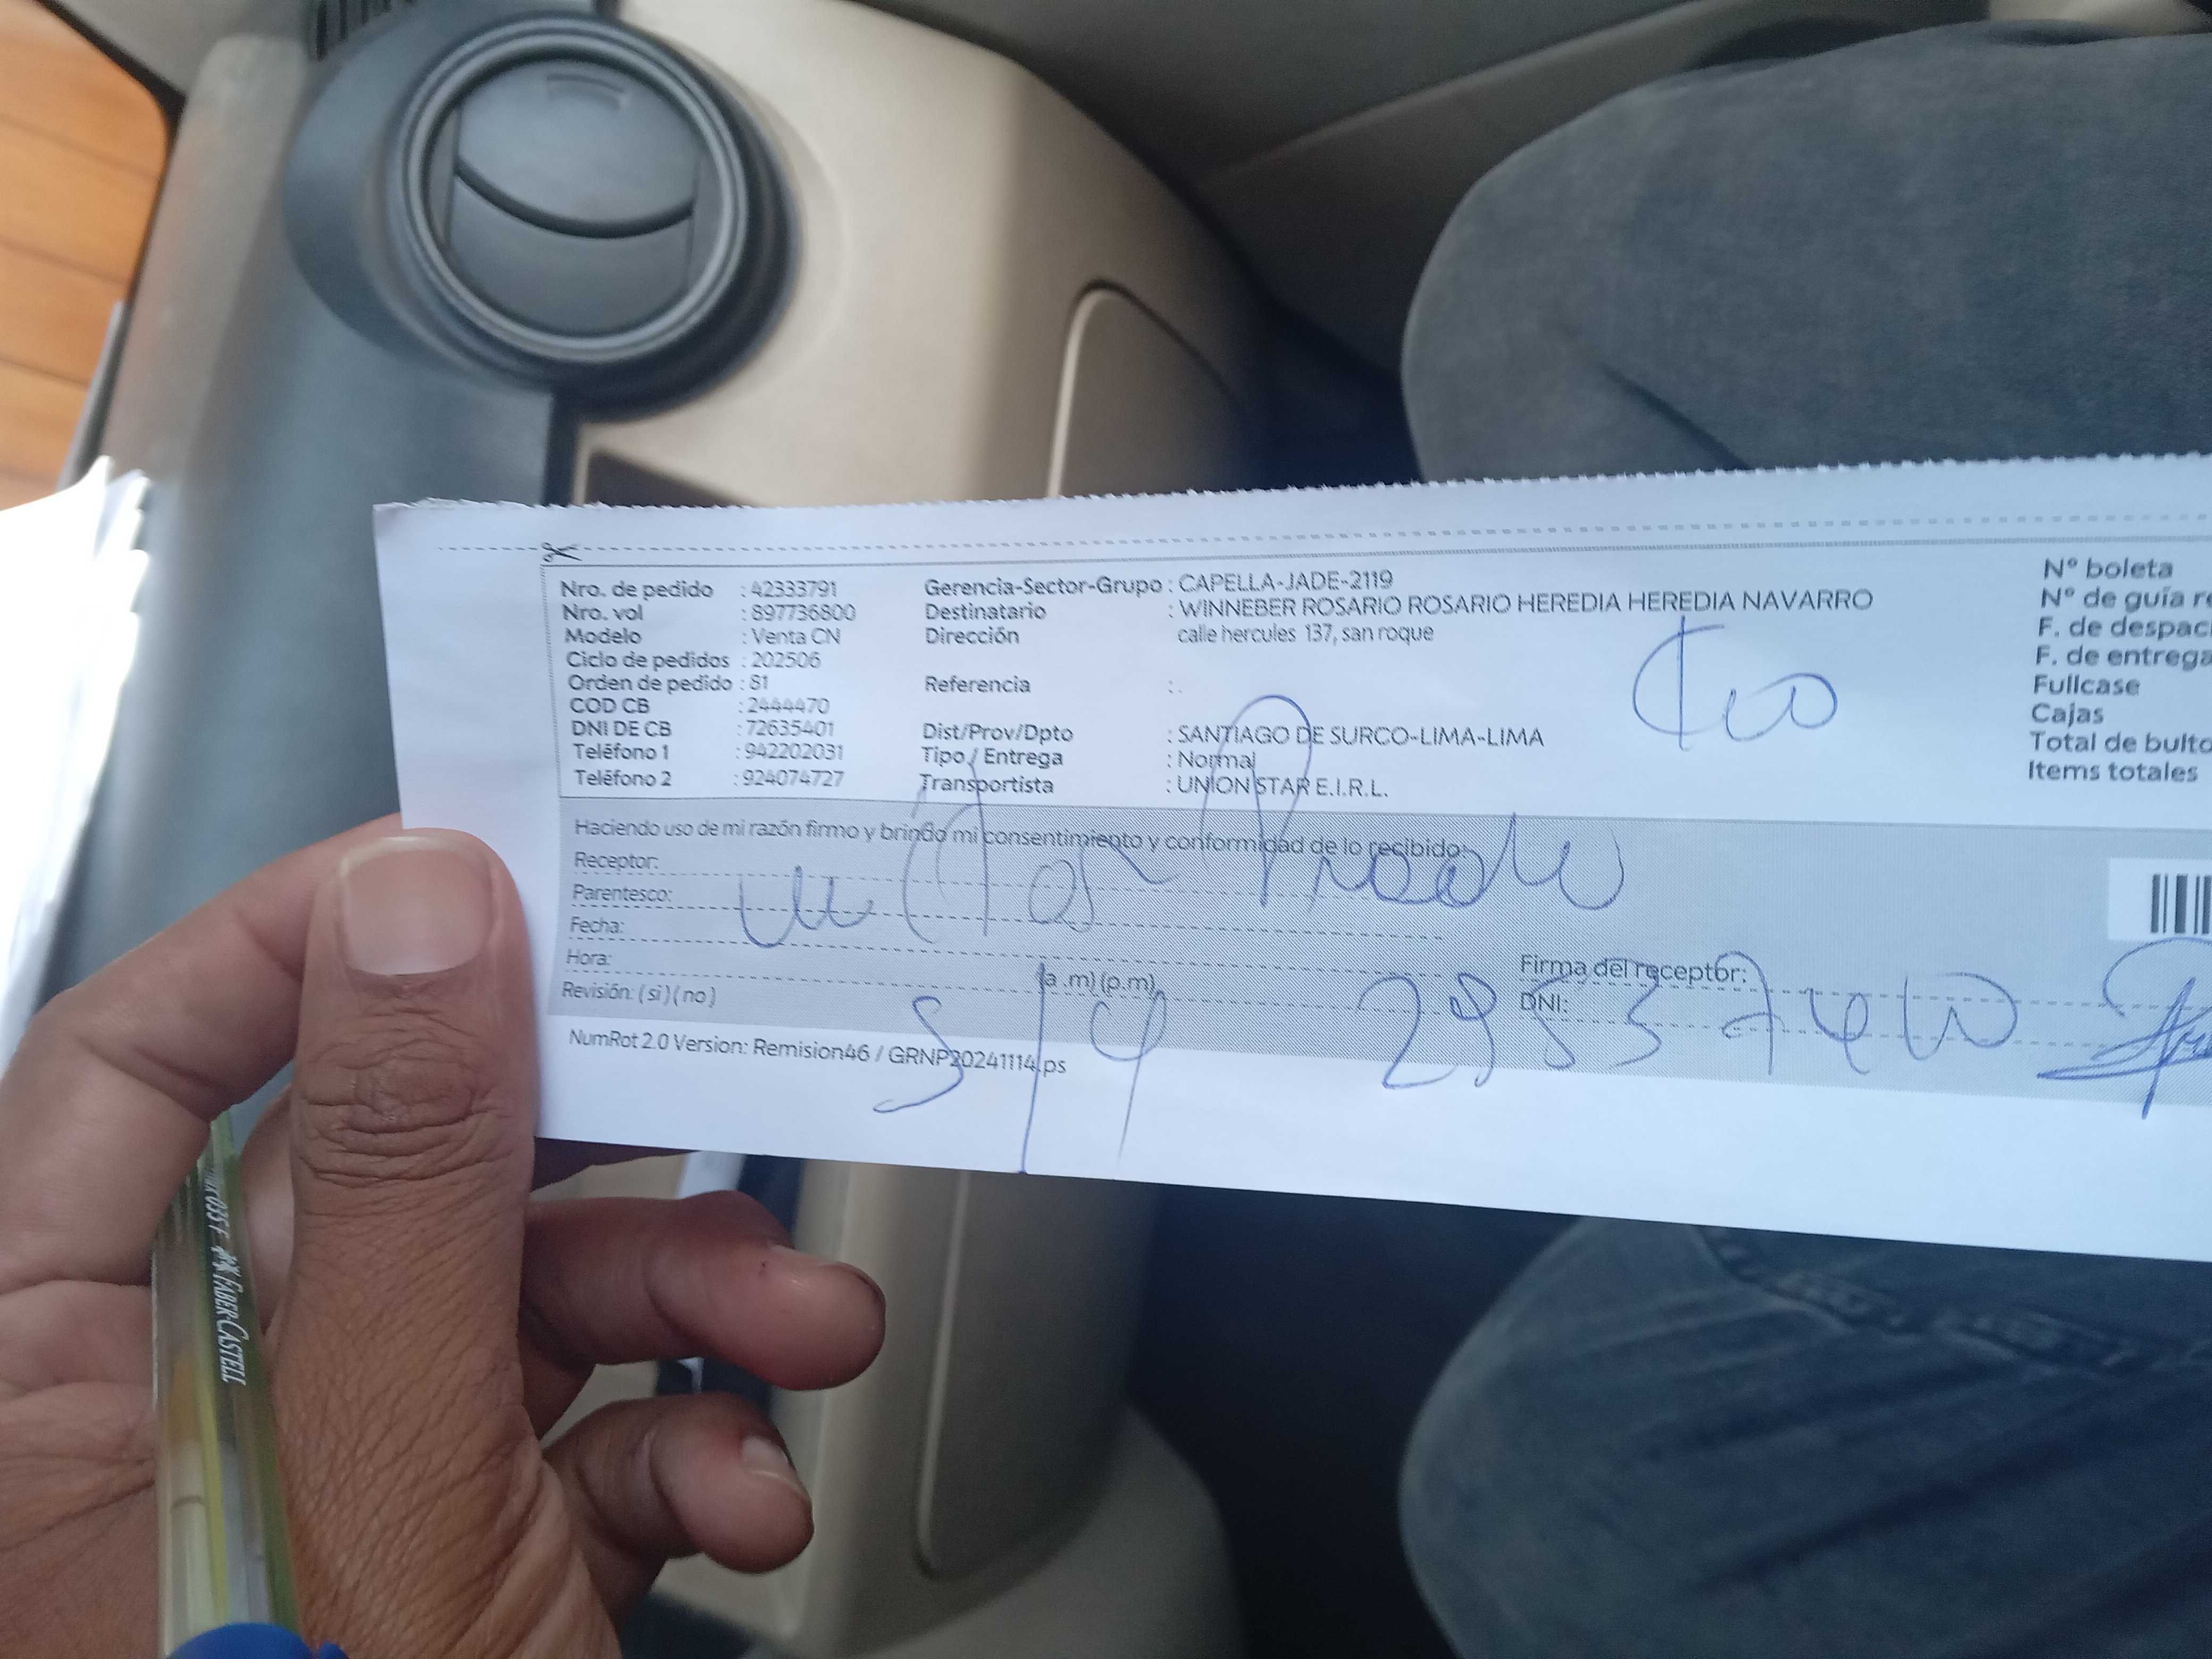 Nro. de pedido : 42333791
Nro. vol : 897736800
Modelo : Venta CN
Ciclo de pedidos : 202506
Orden de pedido : 81
COD CB : 2444470
DNI DE CB : 72635401
Teléfono 1 : 942202031
Teléfono 2 : 924074727
Gerencia-Sector-Grupo : CAPELLA-JADE-2119
Destinatario : WINNEBER ROSARIO ROSARIO HEREDIA HEREDIA NAVARRO
Dirección calle hercules 137, san roque
Referencia : .
Dist/Prov/Dpto : SANTIAGO DE SURCO-LIMA-LIMA
Tipo / Entrega : Normal
Transportista : UNION STAR E.I.R.L.
N° boleta
N° de guía re
F. de despac
F. de entrega
Fullcase
Cajas
Total de bulto
Items totales
Haciendo uso de mi razón firmo y brindo mi consentimiento y conformidad de lo recibido:
Receptor:
Parentesco:
Fecha:
Hora: (a .m) (p.m)
Revisión: ( si ) ( no )
Firma del receptor:
DNI:
5/4
NumRot 2.0 Version: Remision46 / GRNP20241114.ps
FABER-CASTELL